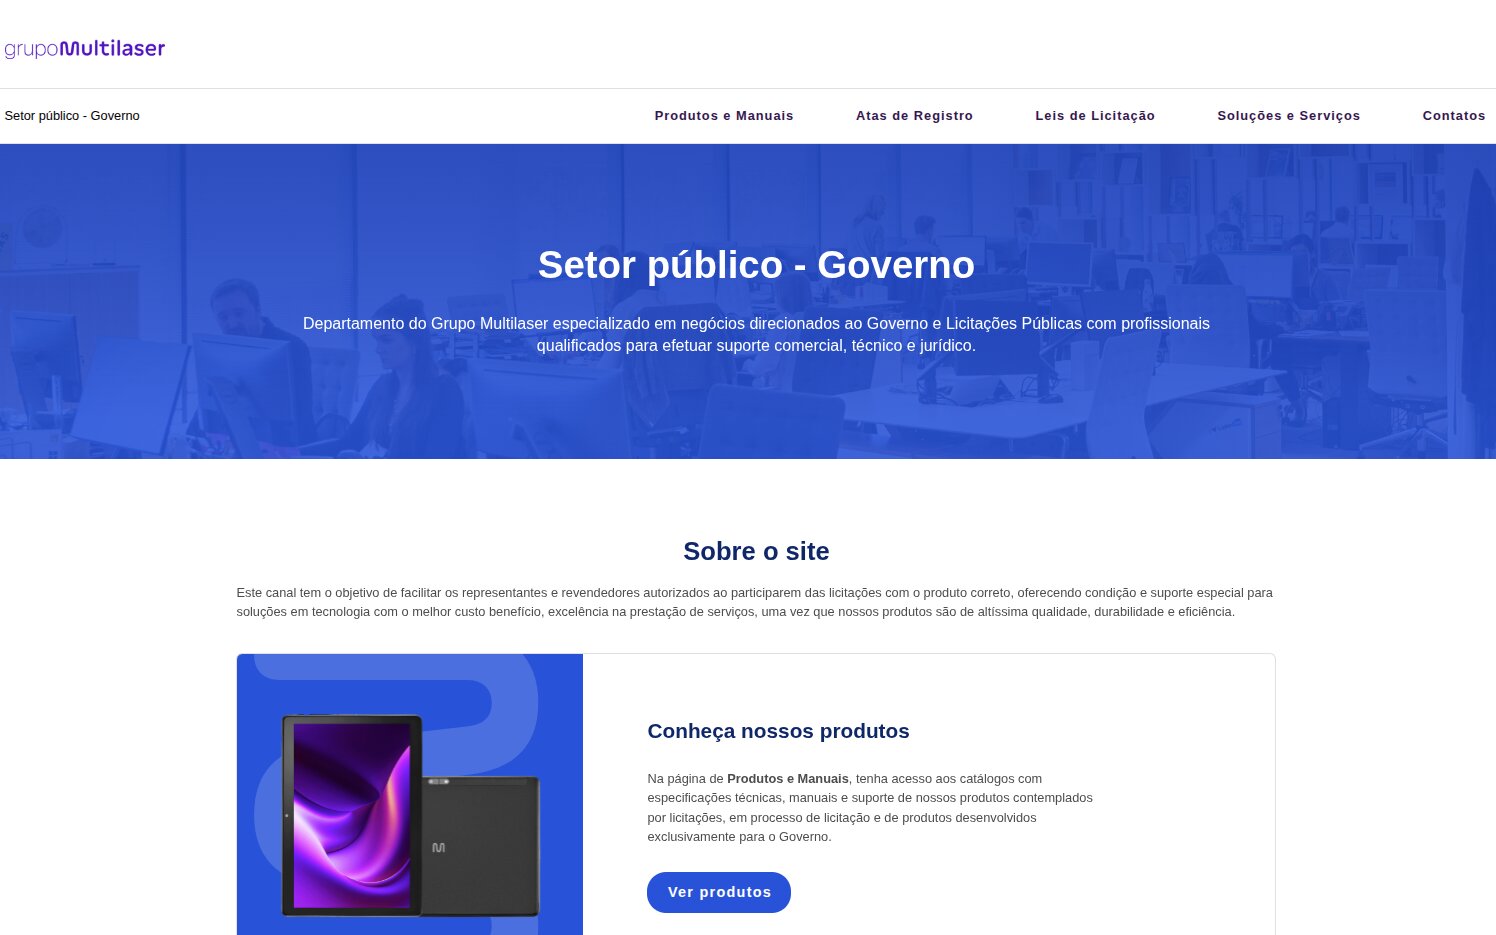 grupoMultilaser
Setor público - Governo
Produtos e Manuais
Atas de Registro
Leis de Licitação
Soluções e Serviços
Contatos
Setor público - Governo
Departamento do Grupo Multilaser especializado em negócios direcionados ao Governo e Licitações Públicas com profissionais
qualificados para efetuar suporte comercial, técnico e jurídico.
Sobre o site
Este canal tem o objetivo de facilitar os representantes e revendedores autorizados ao participarem das licitações com o produto correto, oferecendo condição e suporte especial para
soluções em tecnologia com o melhor custo benefício, excelência na prestação de serviços, uma vez que nossos produtos são de altíssima qualidade, durabilidade e eficiência.
Conheça nossos produtos
Na página de Produtos e Manuais, tenha acesso aos catálogos com
especificações técnicas, manuais e suporte de nossos produtos contemplados
por licitações, em processo de licitação e de produtos desenvolvidos
exclusivamente para o Governo.
Ver produtos